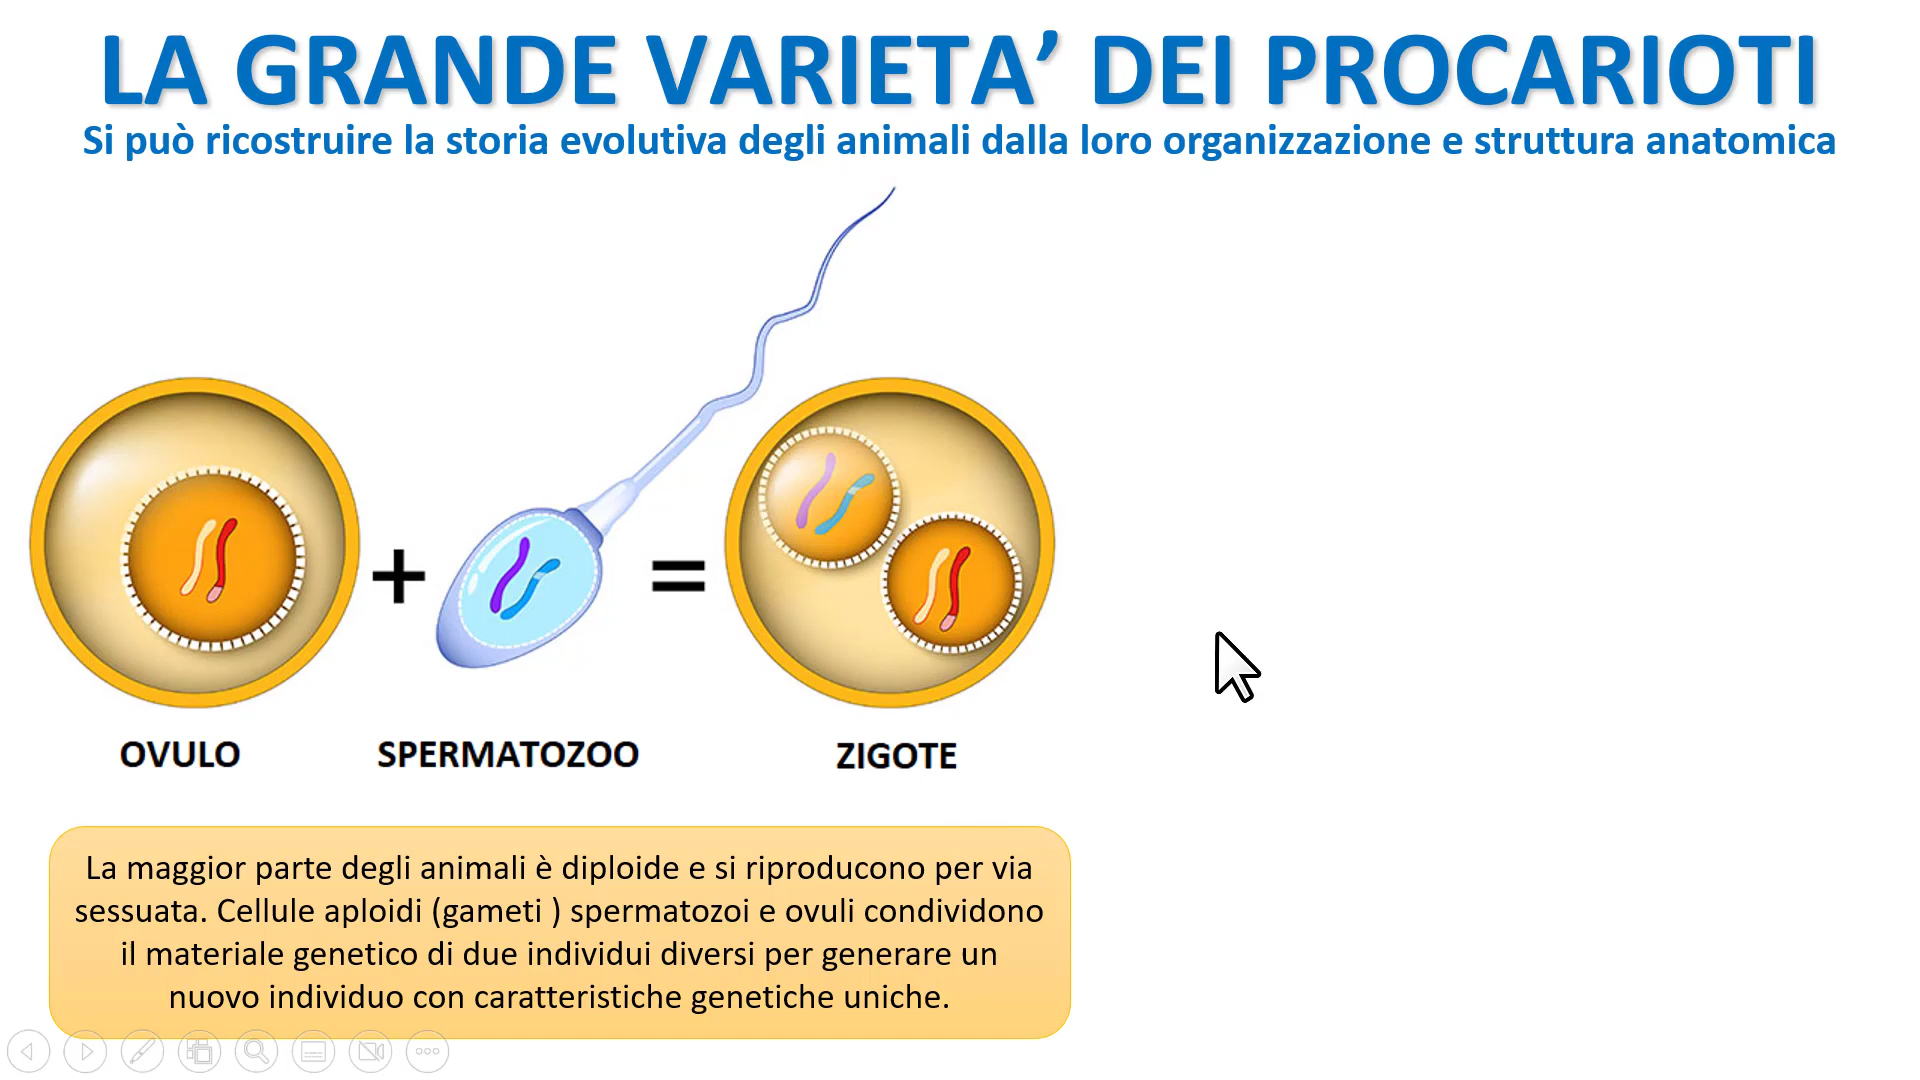 LA GRANDE VARIETA’ DEI PROCARIOTI
Si può ricostruire la storia evolutiva degli animali dalla loro organizzazione e struttura anatomica
+
=
OVULO
SPERMATOZOO
ZIGOTE
La maggior parte degli animali è diploide e si riproducono per via
sessuata. Cellule aploidi (gameti ) spermatozoi e ovuli condividono
il materiale genetico di due individui diversi per generare un
nuovo individuo con caratteristiche genetiche uniche.